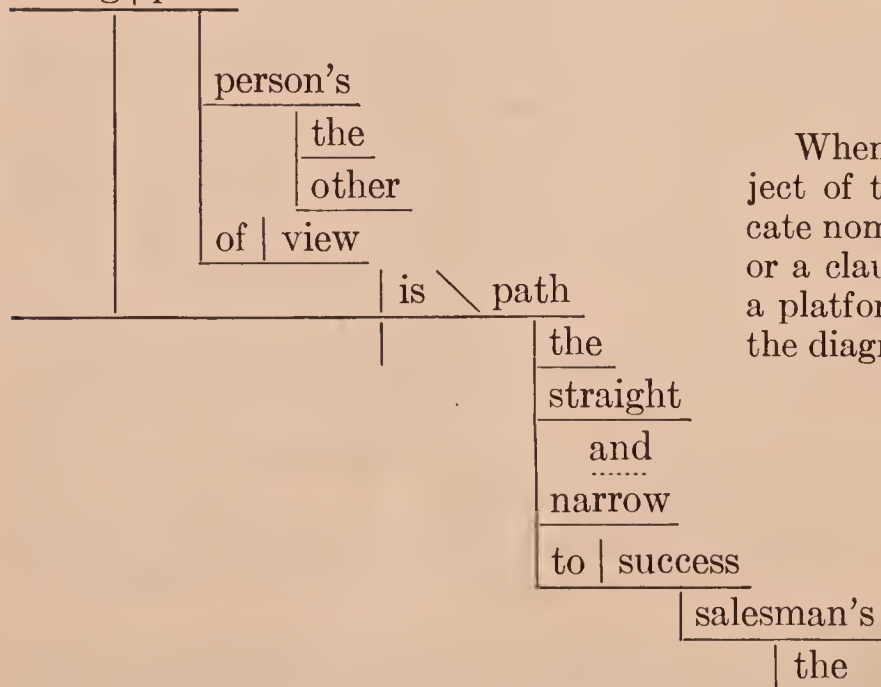 person's
the
other
of | view
is \ path
the
straight
and
narrow
to | success
salesman's
the
When
ject of t
cate nom
or a clau
a platfor
the diagr